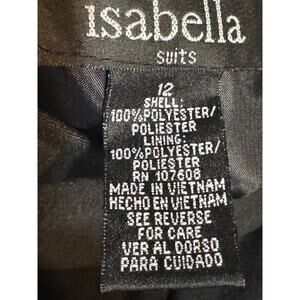 isabella
suits
12
SHELL:
100%POLYESTER/
POLIESTER
LINING:
100%POLYESTER/
POLIESTER
RN 107608
MADE IN VIETNAM
HECHO EN VIETNAM
SEE REVERSE
FOR CARE
VER AL DORSO
PARA CUIDADO